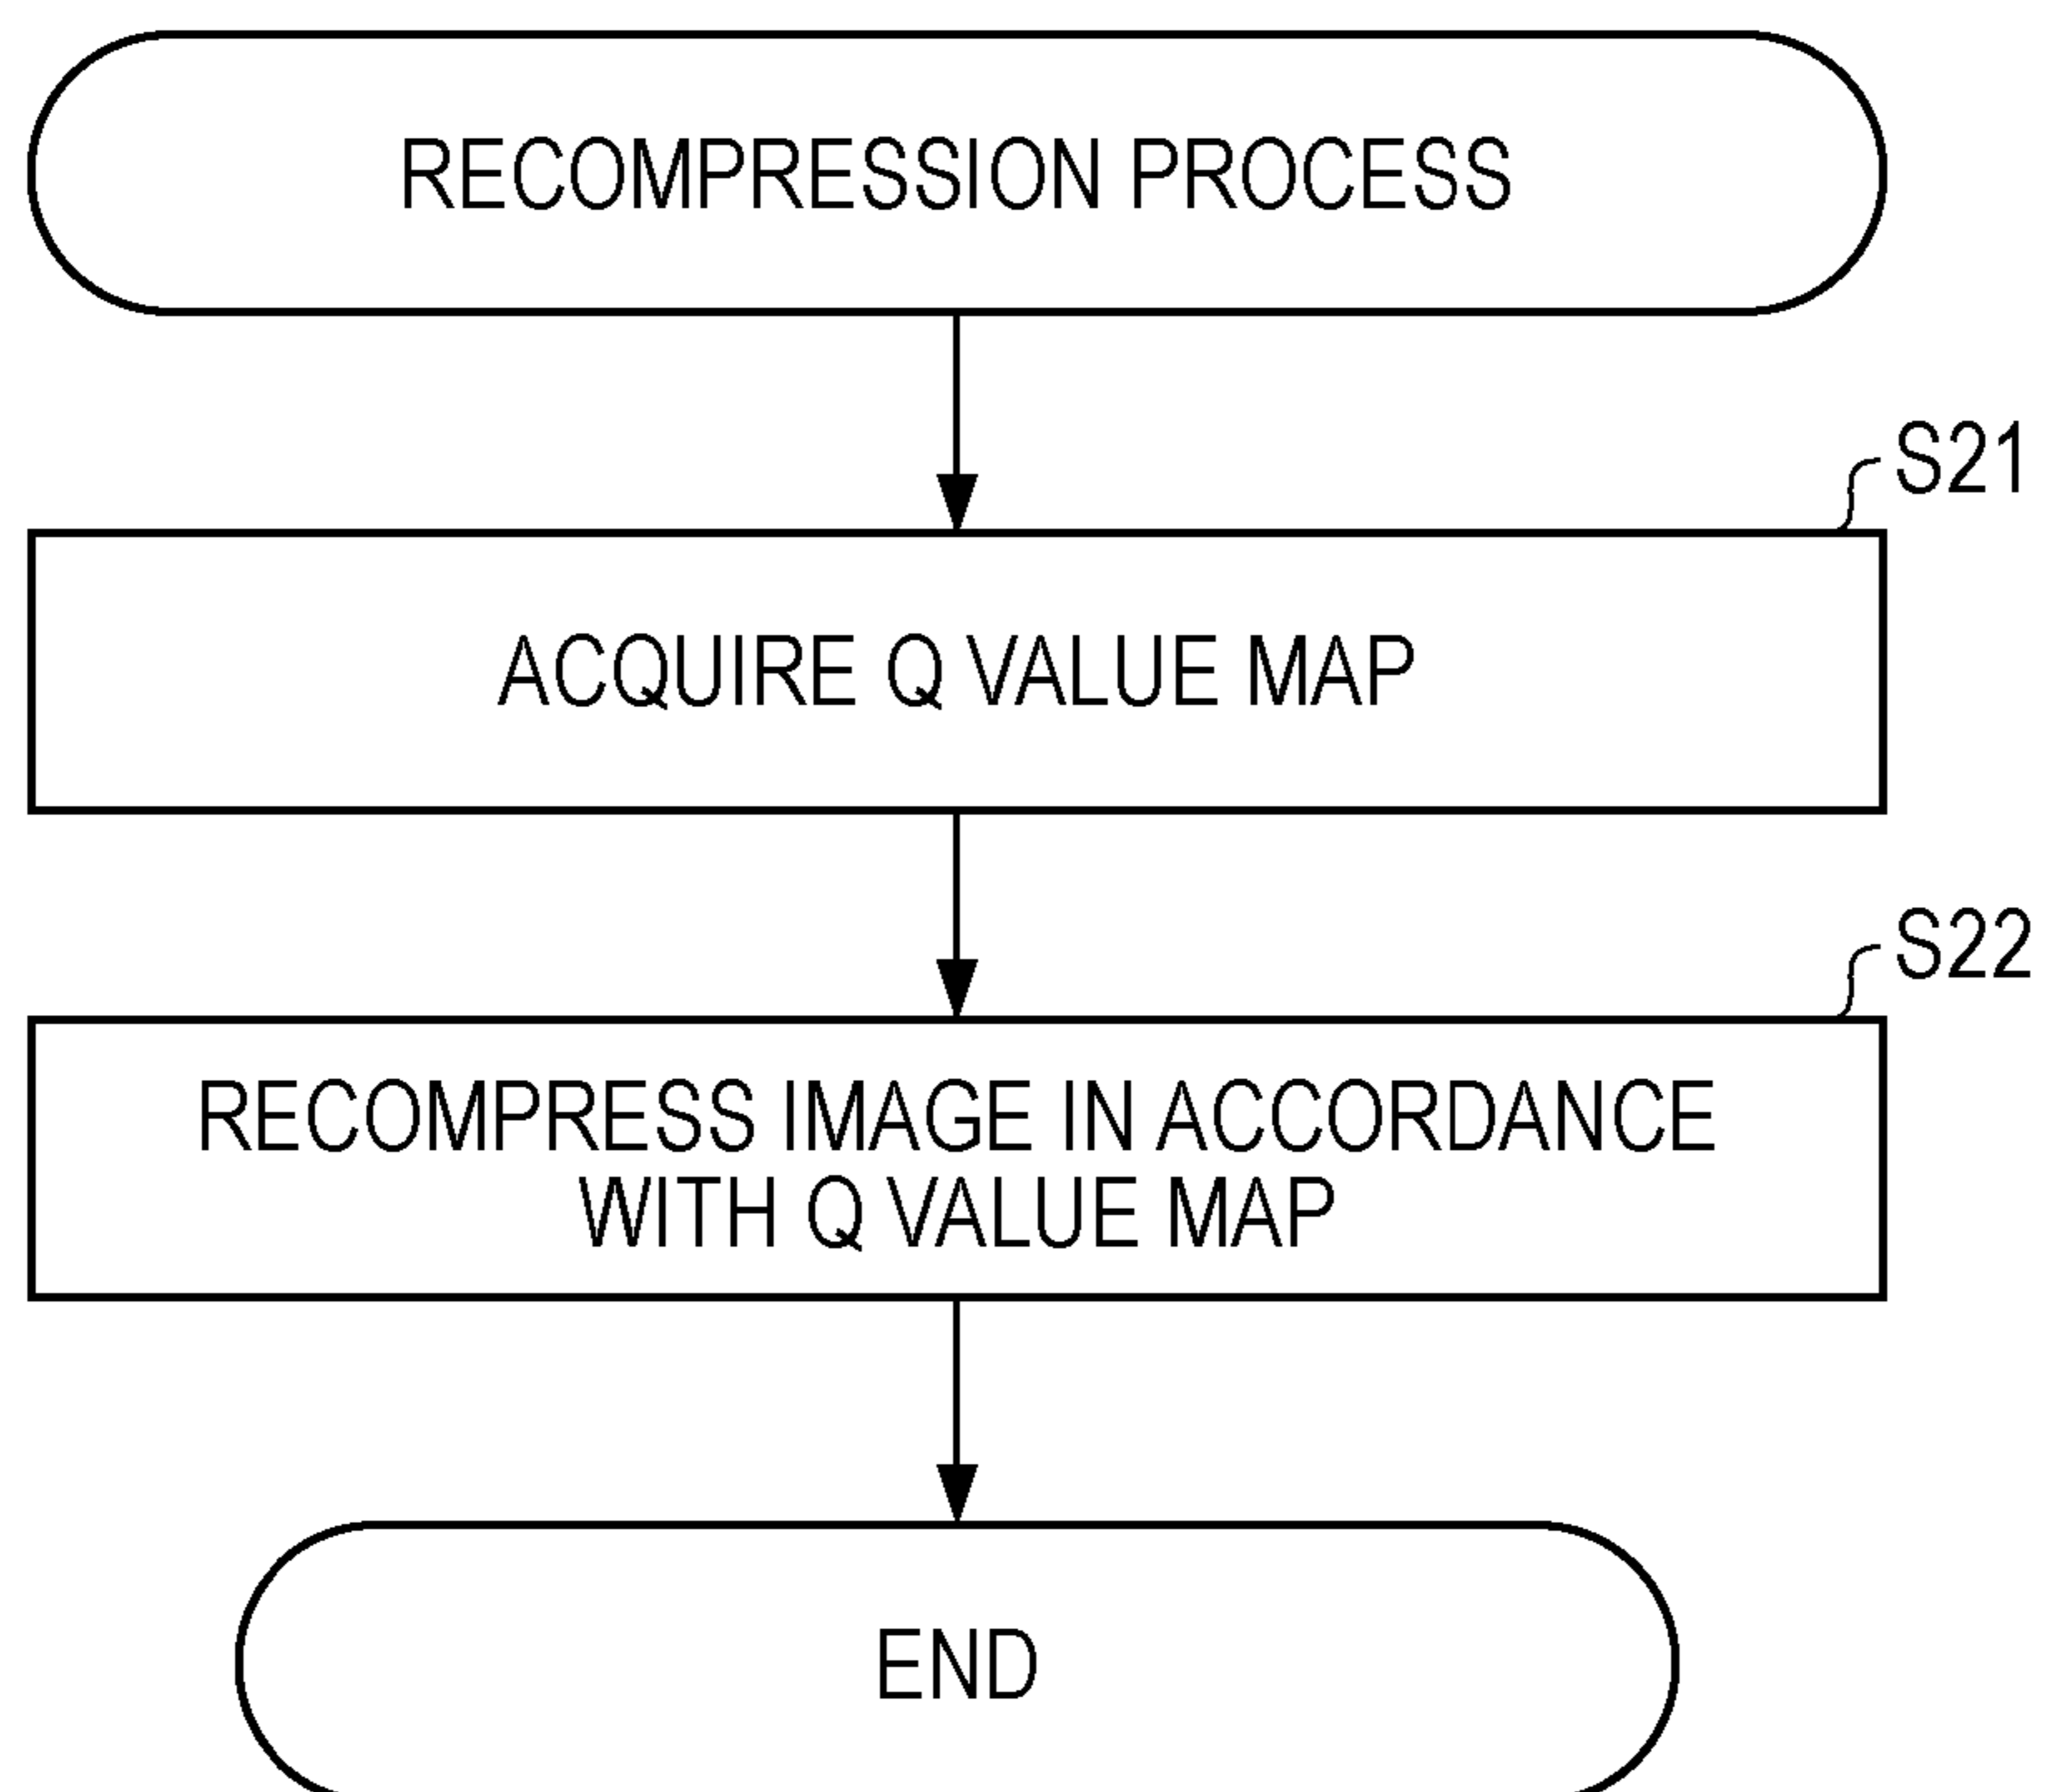 RECOMPRESSION PROCESS
S21
ACQUIRE Q VALUE MAP
S22
RECOMPRESS IMAGE IN ACCORDANCE
WITH Q VALUE MAP
END